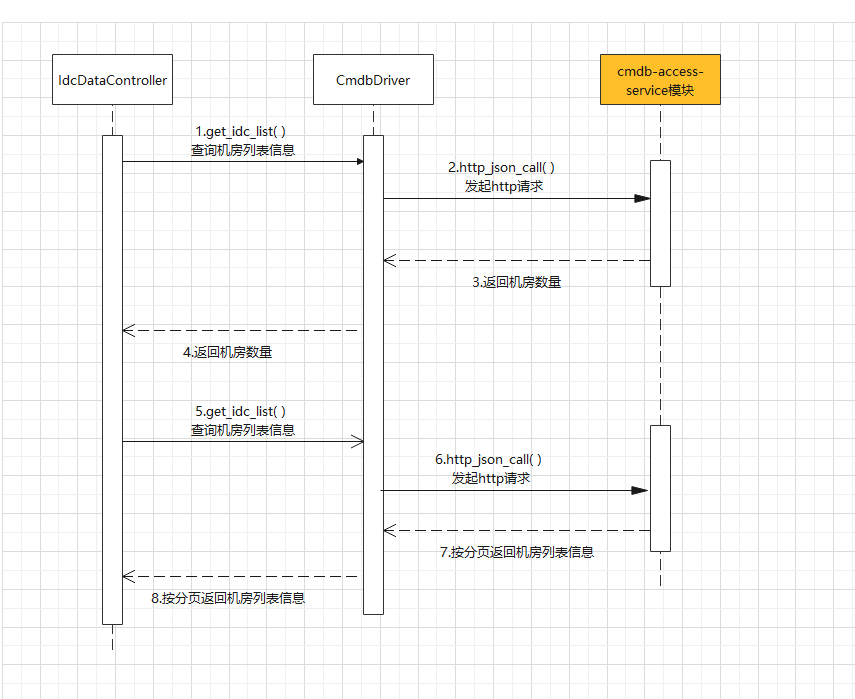 IdcDataController
CmdbDriver
cmdb-access-
service模块
1.get_idc_list( )
查询机房列表信息
2.http_json_call( )
发起http请求
3.返回机房数量
4.返回机房数量
5.get_idc_list( )
查询机房列表信息
6.http_json_call( )
发起http请求
7.按分页返回机房列表信息
8.按分页返回机房列表信息